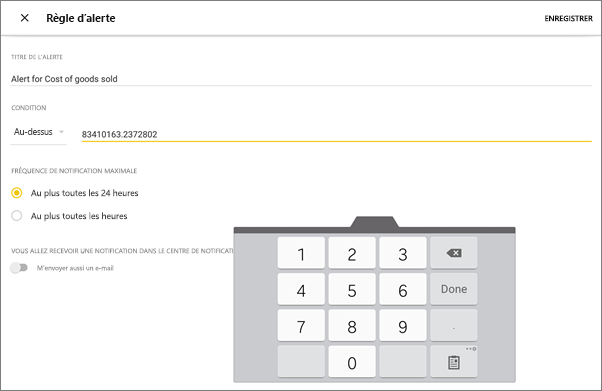 Règle d'alerte
ENREGISTRER
TITRE DE L'ALERTE
Alert for Cost of goods sold
CONDITION
Au-dessus
83410163.2372802
FRÉQUENCE DE NOTIFICATION MAXIMALE
Au plus toutes les 24 heures
Au plus toutes les heures
VOUS ALLEZ RECEVOIR UNE NOTIFICATION DANS LE CENTRE DE NOTIFICAT
M'envoyer aussi un e-mail
1 2 3
4 5 6 Done
7 8 9 .
0